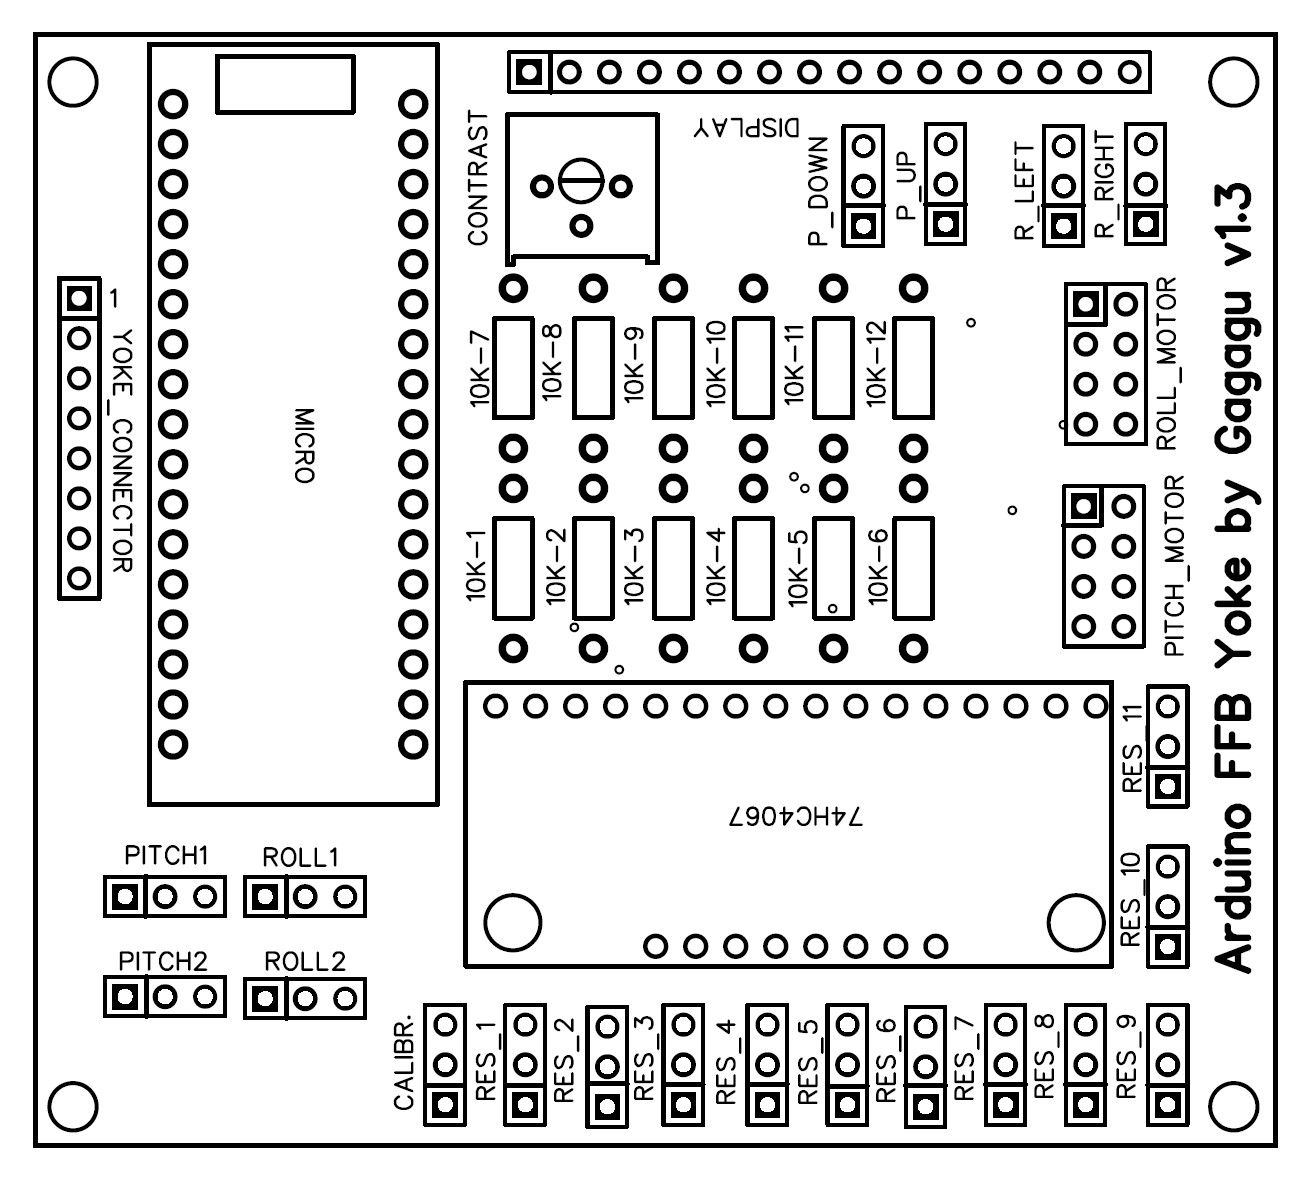 DISPLAY
CONTRAST
P_DOWN
P_UP
R_LEFT
R_RIGHT
1
YOKE_CONNECTOR
MICRO
10K-7
10K-8
10K-9
10K-10
10K-11
10K-12
ROLL_MOTOR
10K-1
10K-2
10K-3
10K-4
10K-5
10K-6
PITCH_MOTOR
Arduino FFB Yoke by Gagagu v1.3
74HC4067
RES_11
RES_10
PITCH1
ROLL1
PITCH2
ROLL2
CALIBR.
RES_1
RES_2
RES_3
RES_4
RES_5
RES_6
RES_7
RES_8
RES_9